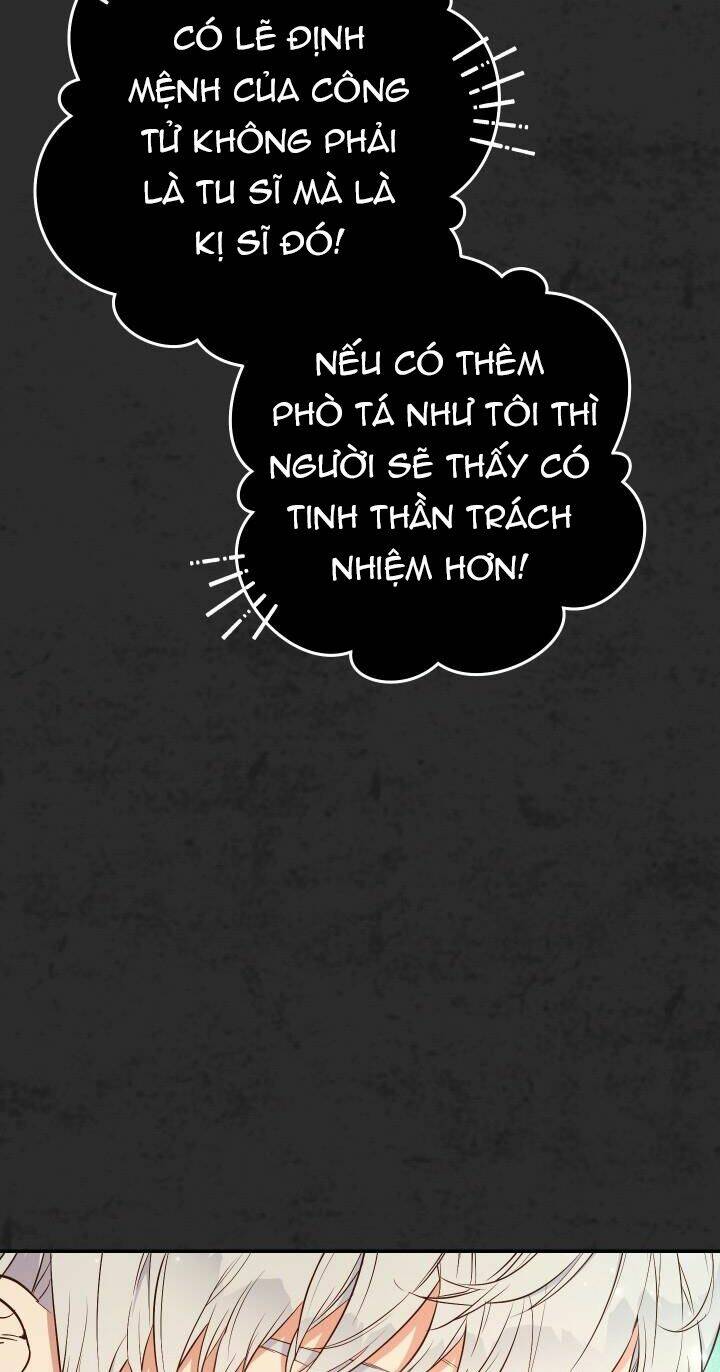 CÓ LẼ ĐỊNH
MỆNH CỦA CÔNG
TỬ KHÔNG PHẢI
LÀ TU SĨ MÀ LÀ
KỊ SĨ ĐÓ!
NẾU CÓ THÊM
PHÒ TÁ NHƯ TÔI THÌ
NGƯỜI SẼ THẤY CÓ
TINH THẦN TRÁCH
NHIỆM HƠN!